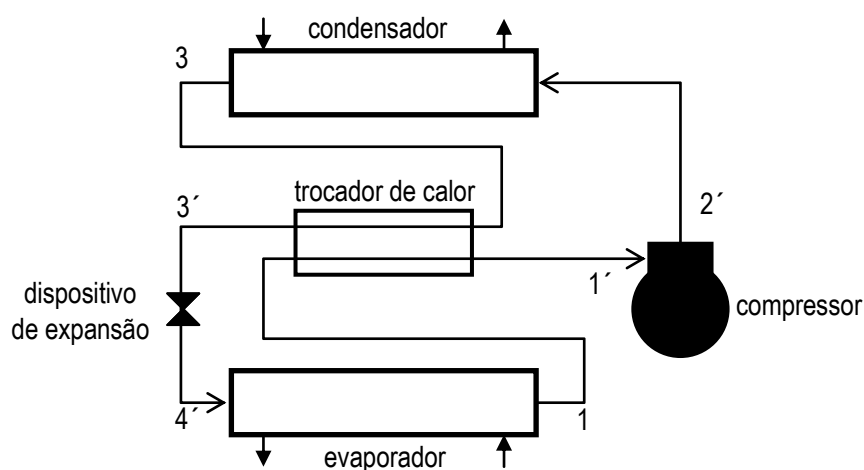 condensador
3
trocador de calor
3´
2´
1´
dispositivo
de expansão
compressor
4´
1
evaporador